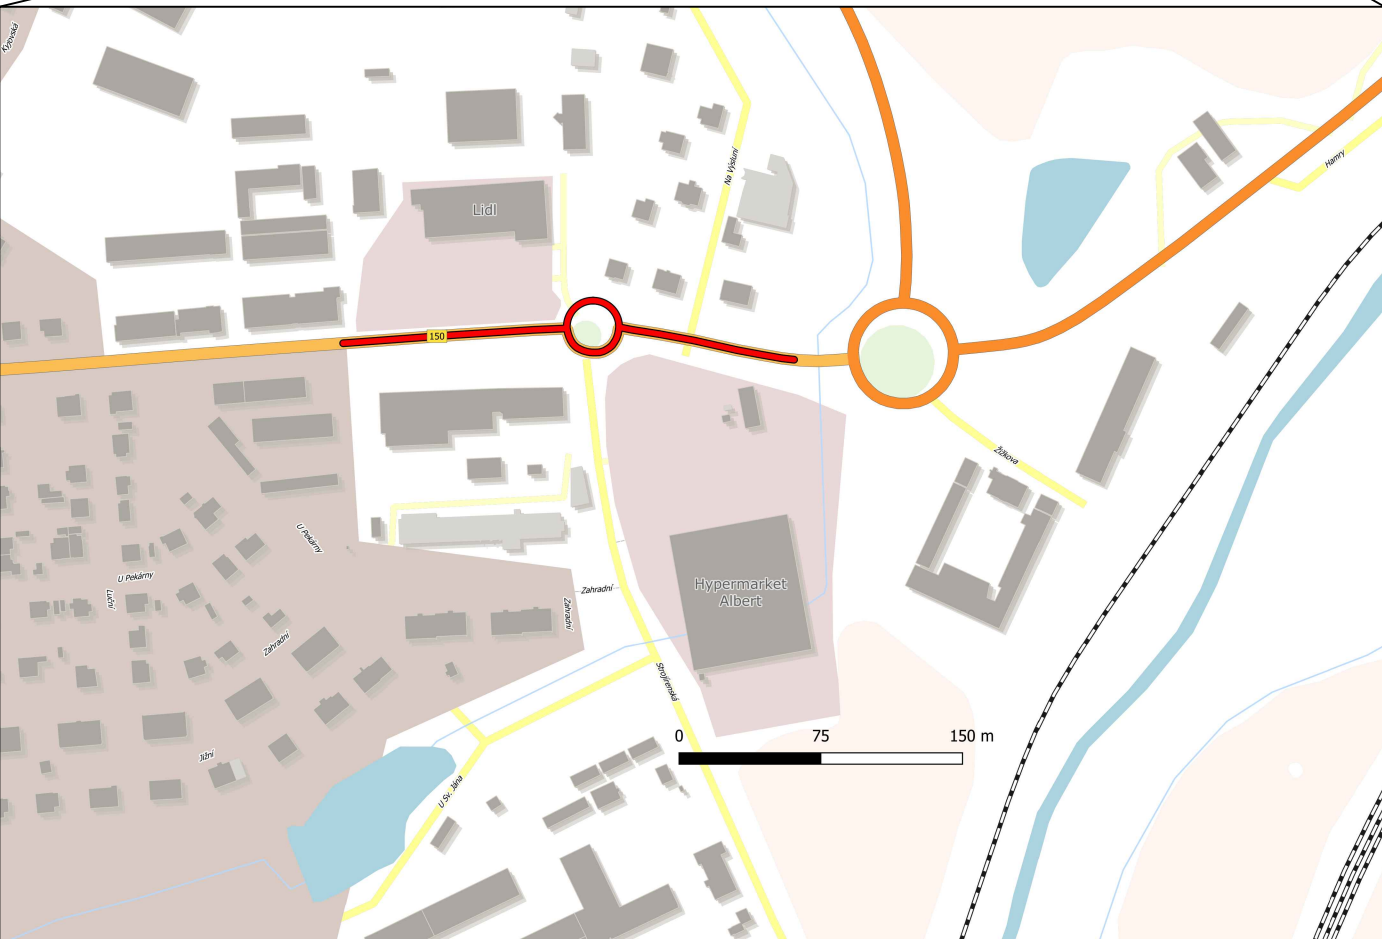 Kyjovská
Na Výsluní
Hamry
Lidl
150
Žižkova
U Pekárny
U Pekárny
Luční
Hypermarket
Albert
Zahradní
Zahradní
Zahradní
Strojírenská
0 75 150 m
Jižní
U Sv. Jána